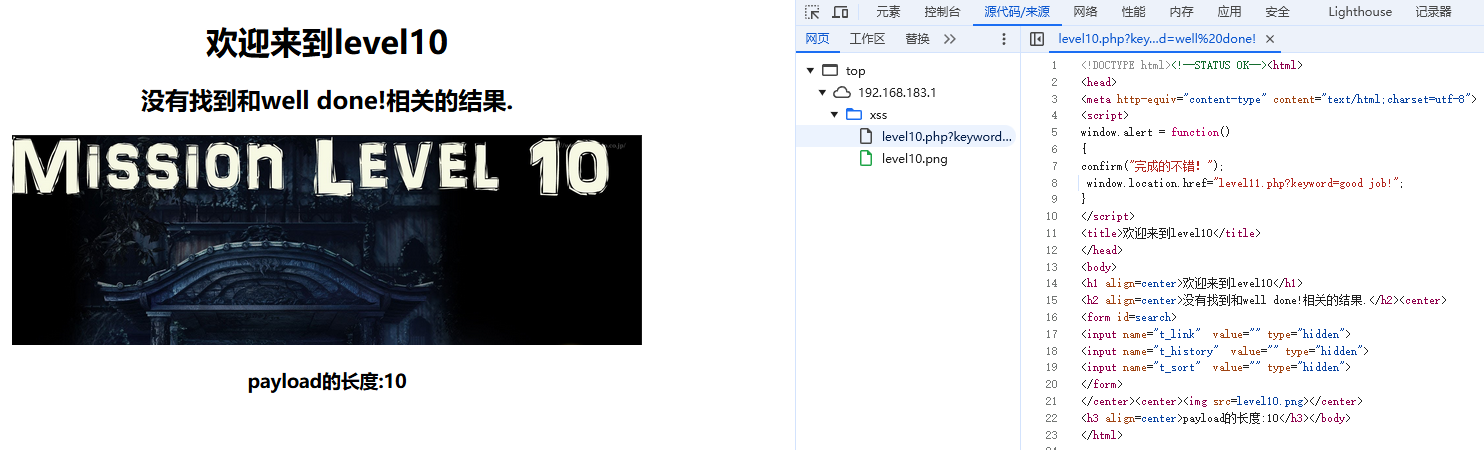 欢迎来到level10
没有找到和well done!相关的结果.
MISSION LEVEL 10
payload的长度:10
元素 控制台 源代码/来源 网络 性能 内存 应用 安全 Lighthouse 记录器
网页 工作区 替换
top
192.168.183.1
xss
level10.php?keyword...
level10.png
level10.php?key...d=well%20done!
1 <!DOCTYPE html><!--STATUS OK--><html>
2 <head>
3 <meta http-equiv="content-type" content="text/html;charset=utf-8">
4 <script>
5 window.alert = function()
6 {
7 confirm("完成的不错！");
8  window.location.href="level11.php?keyword=good job!";
9 }
10 </script>
11 <title>欢迎来到level10</title>
12 </head>
13 <body>
14 <h1 align=center>欢迎来到level10</h1>
15 <h2 align=center>没有找到和well done!相关的结果.</h2><center>
16 <form id=search>
17 <input name="t_link"  value="" type="hidden">
18 <input name="t_history"  value="" type="hidden">
19 <input name="t_sort"  value="" type="hidden">
20 </form>
21 </center><center><img src=level10.png></center>
22 <h3 align=center>payload的长度:10</h3></body>
23 </html>